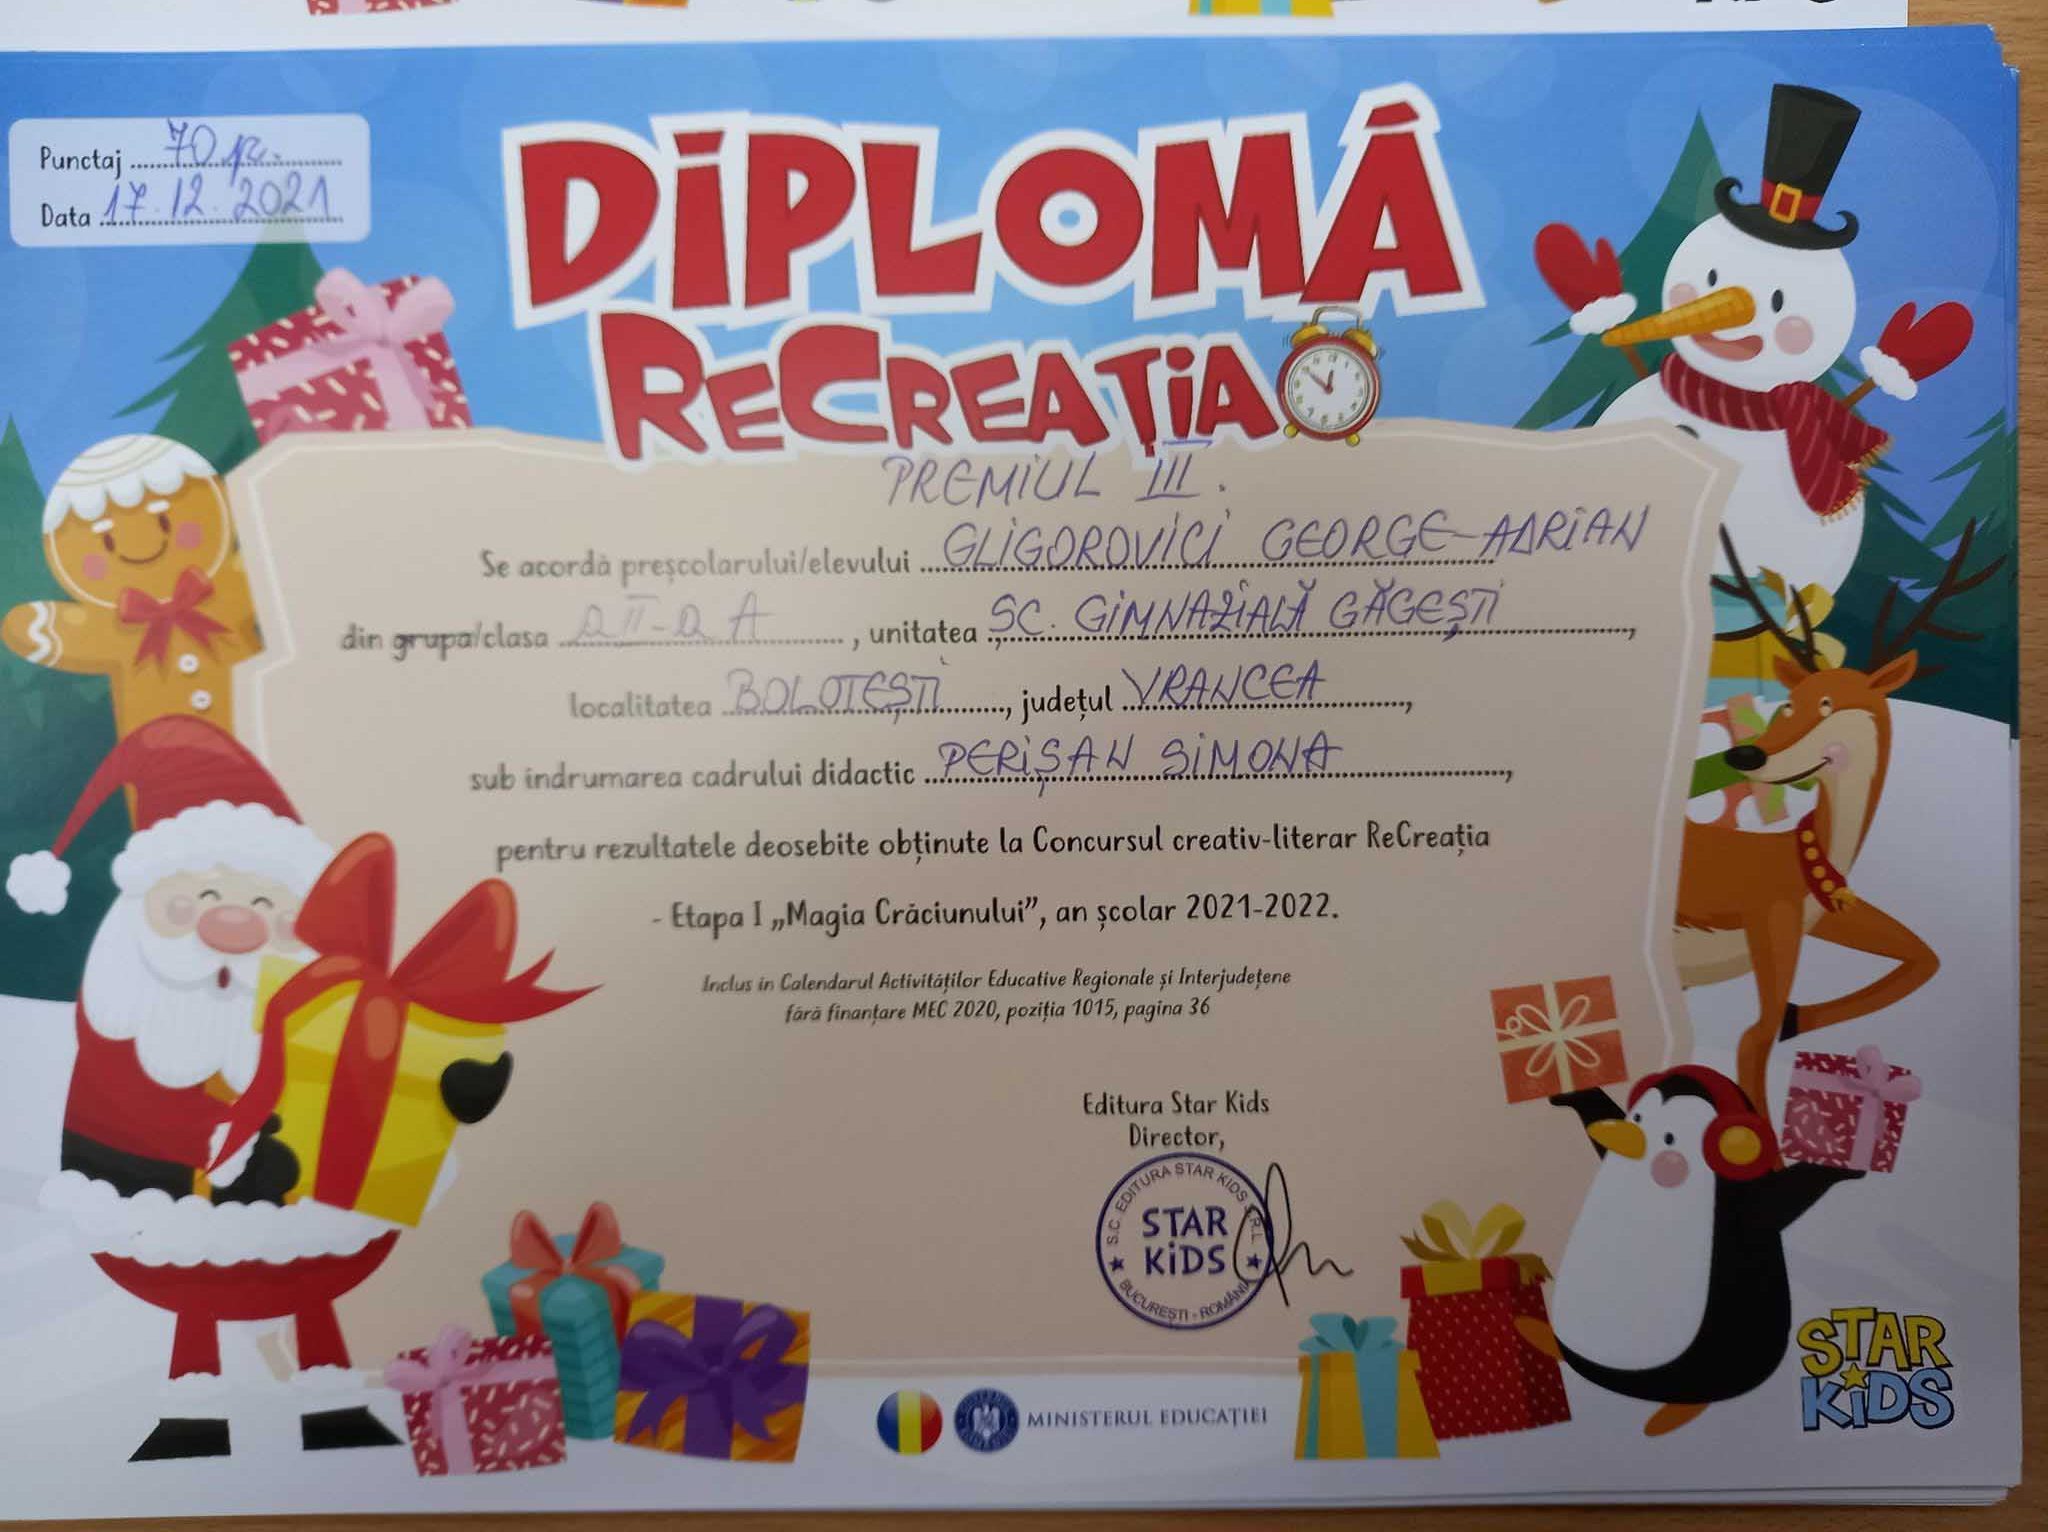 Punctaj 70 p.
Data 17.12.2021
DIPLOMĂ
RECREAȚIA
PREMIUL III.
Se acordă preșcolarului/elevului GLIGOROVICI GEORGE-ADRIAN
din grupa/clasa a II-a A, unitatea ȘC. GIMNAZIALĂ GĂGEȘTI,
localitatea BOLOTEȘTI, județul VRANCEA,
sub îndrumarea cadrului didactic PERIȘAN SIMONA,
pentru rezultatele deosebite obținute la Concursul creativ-literar ReCreația
- Etapa I „Magia Crăciunului”, an școlar 2021-2022.
Inclus în Calendarul Activităților Educative Regionale și Interjudețene
fără finanțare MEC 2020, poziția 1015, pagina 36
Editura Star Kids
Director,
S.C. EDITURA STAR KIDS S.R.L
STAR
KiDS
BUCUREȘTI - ROMÂNIA
MINISTERUL EDUCAȚIEI
STAR
KiDS